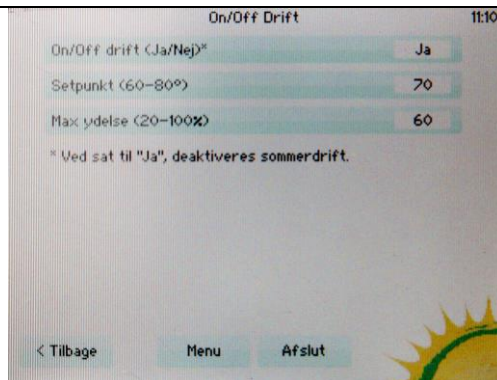 On/Off Drift 11:10
On/Off drift (Ja/Nej)* Ja
Setpunkt (60-80º) 70
Max ydelse (20-100%) 60
* Ved sat til "Ja", deaktiveres sommerdrift.
< Tilbage Menu Afslut